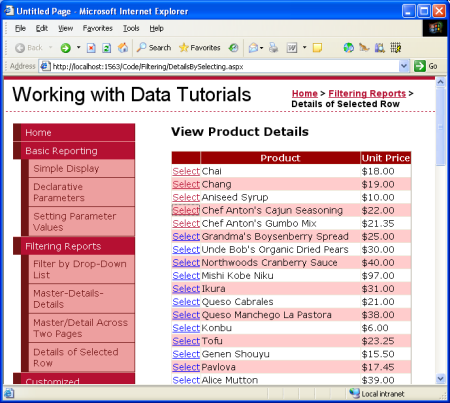 Untitled Page - Microsoft Internet Explorer
File Edit View Favorites Tools Help
Back Search Favorites
Address http://localhost:1563/Code/Filtering/DetailsBySelecting.aspx Go
Working with Data Tutorials
Home > Filtering Reports >
Details of Selected Row
Home
Basic Reporting
Simple Display
Declarative
Parameters
Setting Parameter
Values
Filtering Reports
Filter by Drop-Down
List
Master-Details-
Details
Master/Detail Across
Two Pages
Details of Selected
Row
Customized
View Product Details
Product Unit Price
Select Chai $18.00
Select Chang $19.00
Select Aniseed Syrup $10.00
Select Chef Anton's Cajun Seasoning $22.00
Select Chef Anton's Gumbo Mix $21.35
Select Grandma's Boysenberry Spread $25.00
Select Uncle Bob's Organic Dried Pears $30.00
Select Northwoods Cranberry Sauce $40.00
Select Mishi Kobe Niku $97.00
Select Ikura $31.00
Select Queso Cabrales $21.00
Select Queso Manchego La Pastora $38.00
Select Konbu $6.00
Select Tofu $23.25
Select Genen Shouyu $15.50
Select Pavlova $17.45
Select Alice Mutton $39.00
Local intranet